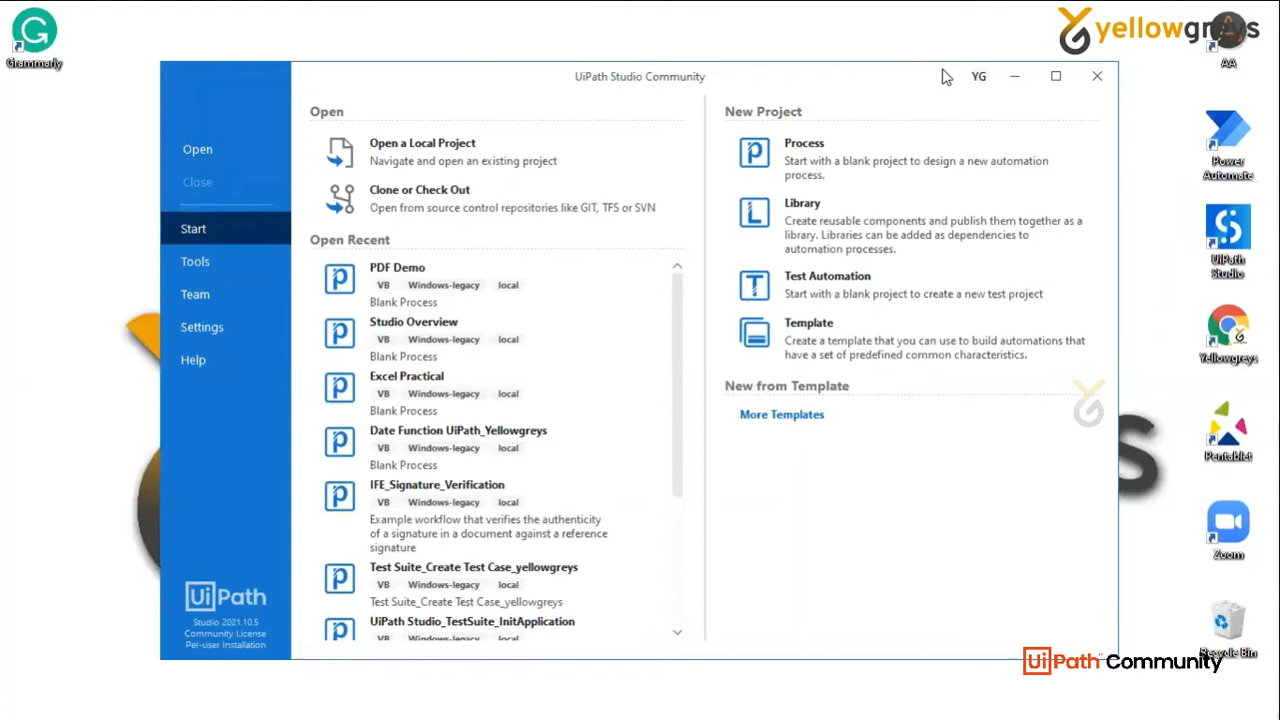 Grammarly
yellowgreys
AA
UiPath Studio Community
YG
Open
Close
Start
Tools
Team
Settings
Help
UiPath
Studio 2021.10.5
Community License
Per-user Installation
Open
Open a Local Project
Navigate and open an existing project
Clone or Check Out
Open from source control repositories like GIT, TFS or SVN
Open Recent
PDF Demo
VB Windows-legacy local
Blank Process
Studio Overview
VB Windows-legacy local
Blank Process
Excel Practical
VB Windows-legacy local
Blank Process
Date Function UiPath_Yellowgreys
VB Windows-legacy local
Blank Process
IFE_Signature_Verification
VB Windows-legacy local
Example workflow that verifies the authenticity
of a signature in a document against a reference
signature
Test Suite_Create Test Case_yellowgreys
VB Windows-legacy local
Test Suite_Create Test Case_yellowgreys
UiPath Studio_TestSuite_InitApplication
VB Windows-legacy local
New Project
Process
Start with a blank project to design a new automation
process.
Library
Create reusable components and publish them together as a
library. Libraries can be added as dependencies to
automation processes.
Test Automation
Start with a blank project to create a new test project
Template
Create a template that you can use to build automations that
have a set of predefined common characteristics.
New from Template
More Templates
Power
Automate
UiPath
Studio
Yellowgreys
Pentablet
Zoom
Recycle Bin
UiPath Community